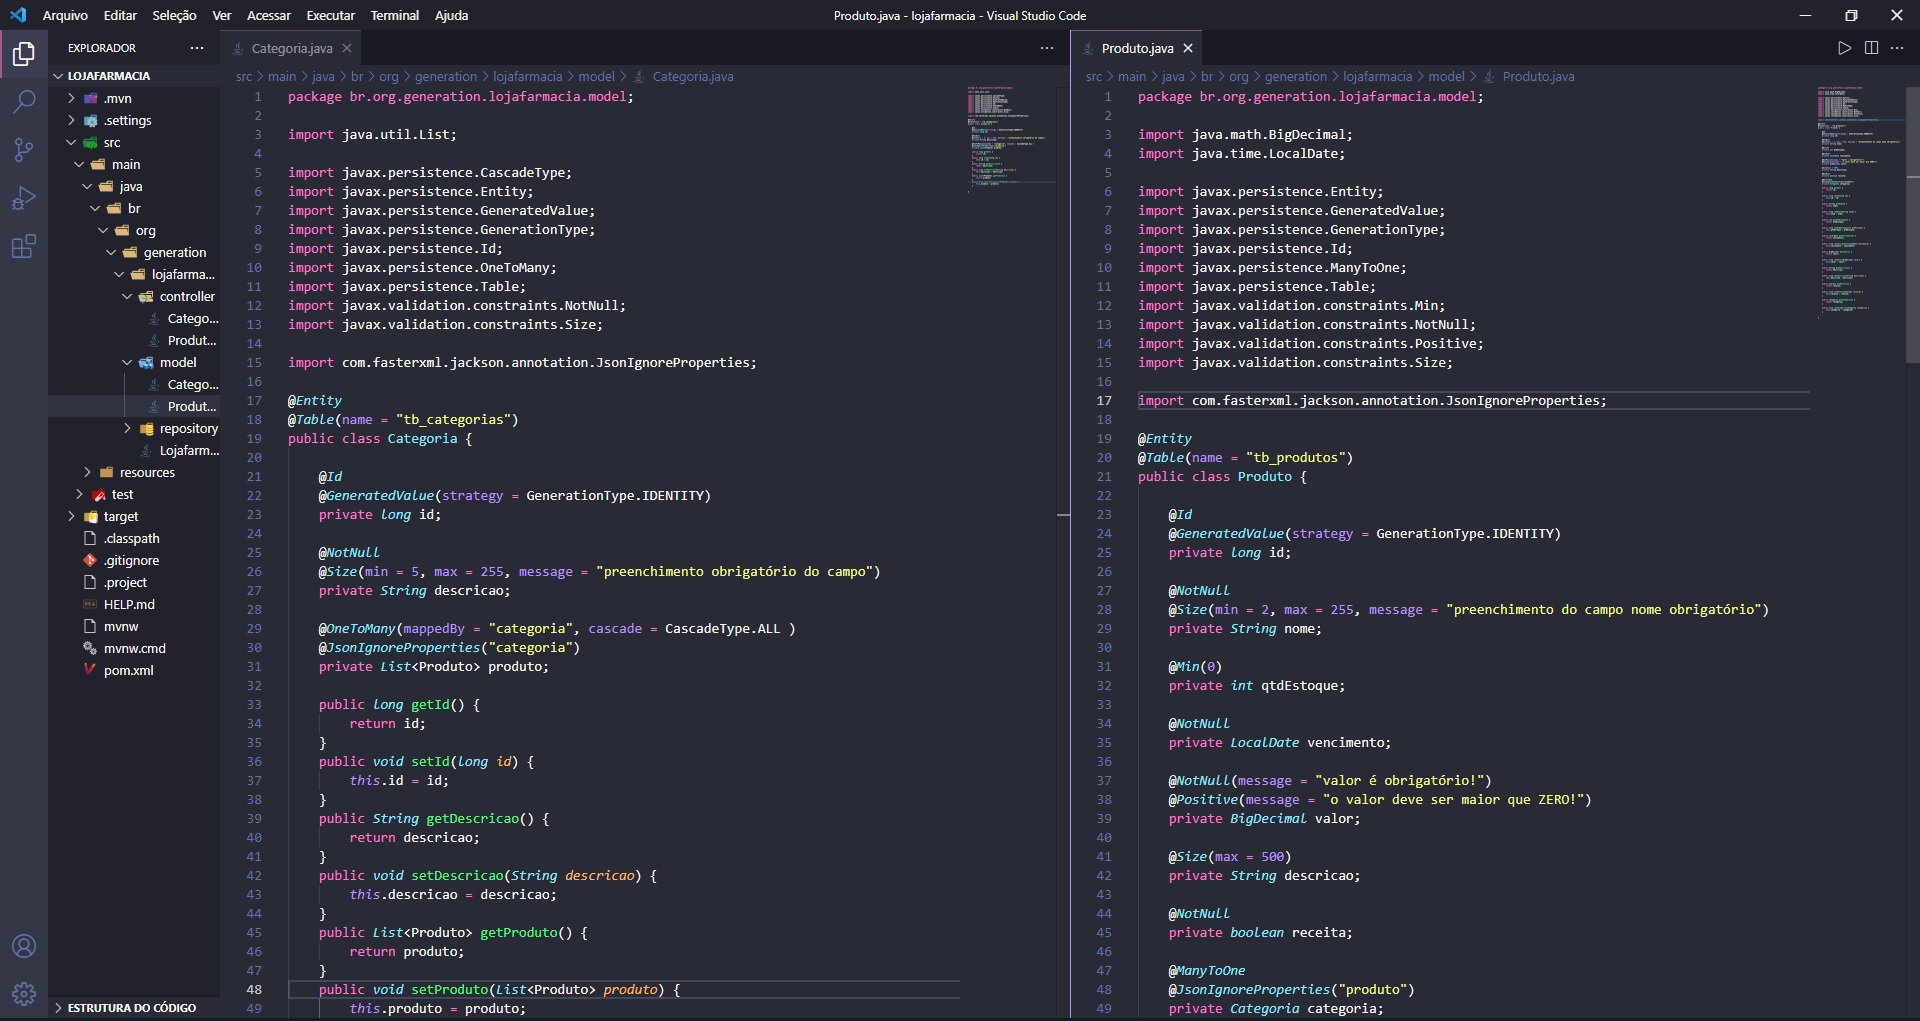 Arquivo Editar Seleção Ver Acessar Executar Terminal Ajuda
Produto.java - lojafarmacia - Visual Studio Code
EXPLORADOR
LOJAFARMACIA
.mvn
.settings
src
main
java
br
org
generation
lojafarma...
controller
Catego...
Produt...
model
Catego...
Produt...
repository
Lojafarm...
resources
test
target
.classpath
.gitignore
.project
HELP.md
mvnw
mvnw.cmd
pom.xml
ESTRUTURA DO CÓDIGO
Categoria.java
src > main > java > br > org > generation > lojafarmacia > model > Categoria.java
1 package br.org.generation.lojafarmacia.model;
2
3 import java.util.List;
4
5 import javax.persistence.CascadeType;
6 import javax.persistence.Entity;
7 import javax.persistence.GeneratedValue;
8 import javax.persistence.GenerationType;
9 import javax.persistence.Id;
10 import javax.persistence.OneToMany;
11 import javax.persistence.Table;
12 import javax.validation.constraints.NotNull;
13 import javax.validation.constraints.Size;
14
15 import com.fasterxml.jackson.annotation.JsonIgnoreProperties;
16
17 @Entity
18 @Table(name = "tb_categorias")
19 public class Categoria {
20
21 @Id
22 @GeneratedValue(strategy = GenerationType.IDENTITY)
23 private long id;
24
25 @NotNull
26 @Size(min = 5, max = 255, message = "preenchimento obrigatório do campo")
27 private String descricao;
28
29 @OneToMany(mappedBy = "categoria", cascade = CascadeType.ALL )
30 @JsonIgnoreProperties("categoria")
31 private List<Produto> produto;
32
33 public long getId() {
34 return id;
35 }
36 public void setId(long id) {
37 this.id = id;
38 }
39 public String getDescricao() {
40 return descricao;
41 }
42 public void setDescricao(String descricao) {
43 this.descricao = descricao;
44 }
45 public List<Produto> getProduto() {
46 return produto;
47 }
48 public void setProduto(List<Produto> produto) {
49 this.produto = produto;
Produto.java
src > main > java > br > org > generation > lojafarmacia > model > Produto.java
1 package br.org.generation.lojafarmacia.model;
2
3 import java.math.BigDecimal;
4 import java.time.LocalDate;
5
6 import javax.persistence.Entity;
7 import javax.persistence.GeneratedValue;
8 import javax.persistence.GenerationType;
9 import javax.persistence.Id;
10 import javax.persistence.ManyToOne;
11 import javax.persistence.Table;
12 import javax.validation.constraints.Min;
13 import javax.validation.constraints.NotNull;
14 import javax.validation.constraints.Positive;
15 import javax.validation.constraints.Size;
16
17 import com.fasterxml.jackson.annotation.JsonIgnoreProperties;
18
19 @Entity
20 @Table(name = "tb_produtos")
21 public class Produto {
22
23 @Id
24 @GeneratedValue(strategy = GenerationType.IDENTITY)
25 private long id;
26
27 @NotNull
28 @Size(min = 2, max = 255, message = "preenchimento do campo nome obrigatório")
29 private String nome;
30
31 @Min(0)
32 private int qtdEstoque;
33
34 @NotNull
35 private LocalDate vencimento;
36
37 @NotNull(message = "valor é obrigatório!")
38 @Positive(message = "o valor deve ser maior que ZERO!")
39 private BigDecimal valor;
40
41 @Size(max = 500)
42 private String descricao;
43
44 @NotNull
45 private boolean receita;
46
47 @ManyToOne
48 @JsonIgnoreProperties("produto")
49 private Categoria categoria;